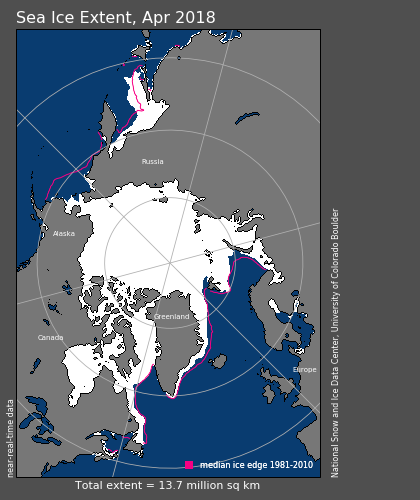 Sea Ice Extent, Apr 2018
Russia
Alaska
Greenland
Canada
Europe
median ice edge 1981-2010
near-real-time data
National Snow and Ice Data Center, University of Colorado Boulder
Total extent = 13.7 million sq km